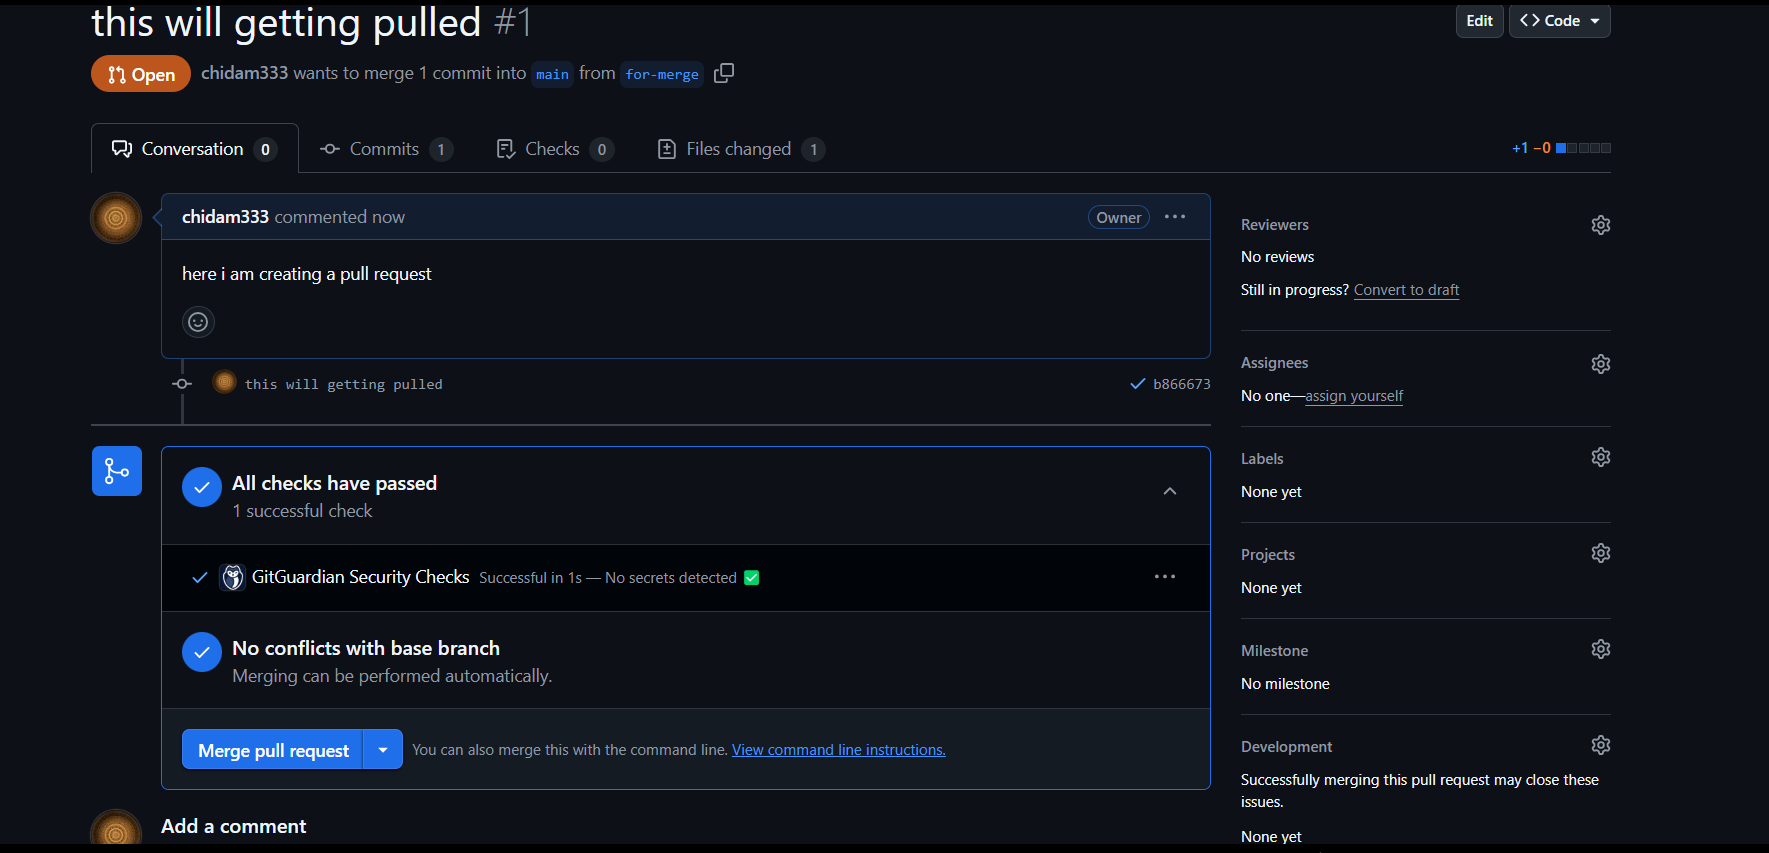 this will getting pulled #1
Edit
Code
Open
chidam333 wants to merge 1 commit into main from for-merge
Conversation 0
Commits 1
Checks 0
Files changed 1
+1 −0
chidam333 commented now
Owner
here i am creating a pull request
this will getting pulled
b866673
All checks have passed
1 successful check
GitGuardian Security Checks Successful in 1s — No secrets detected ✅
No conflicts with base branch
Merging can be performed automatically.
Merge pull request
You can also merge this with the command line. View command line instructions.
Add a comment
Reviewers
No reviews
Still in progress? Convert to draft
Assignees
No one—assign yourself
Labels
None yet
Projects
None yet
Milestone
No milestone
Development
Successfully merging this pull request may close these
issues.
None yet